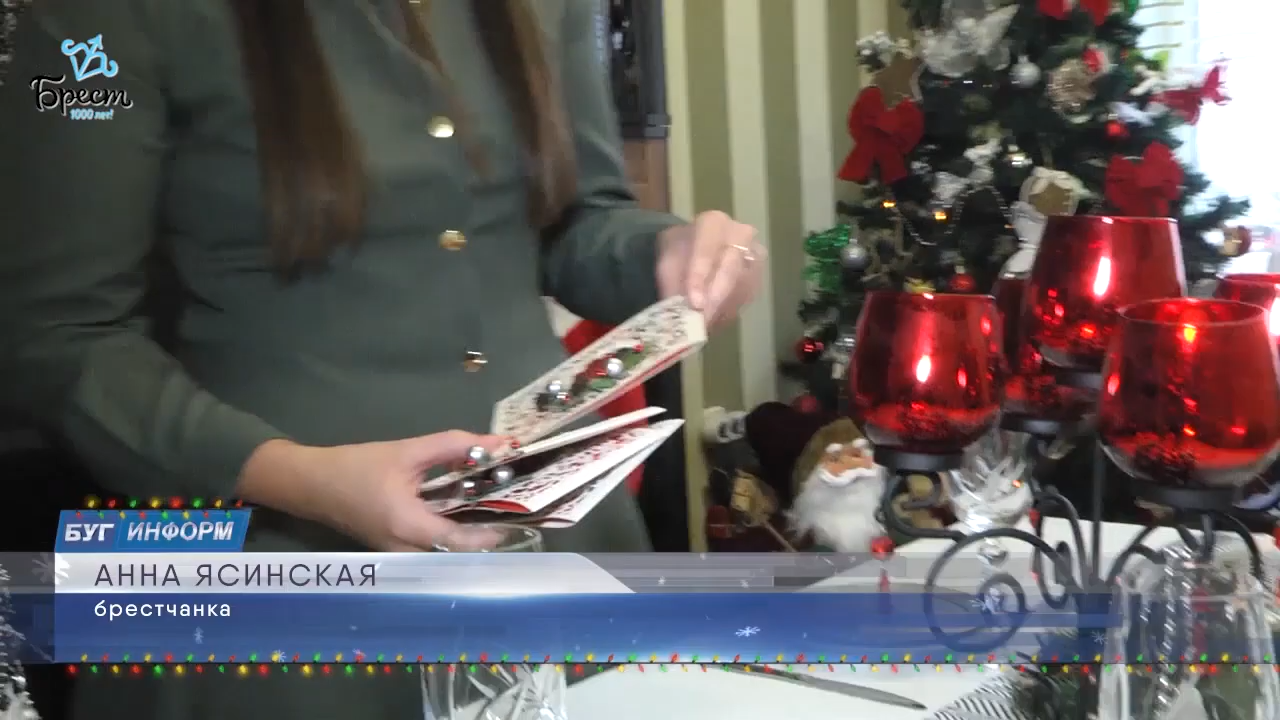 Брест
1000 лет!
БУГ ИНФОРМ
АННА ЯСИНСКАЯ
брестчанка